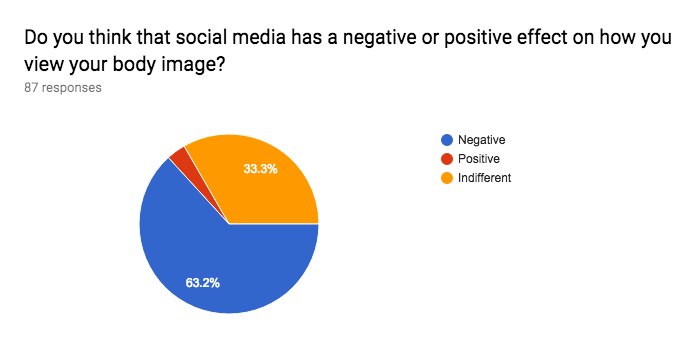 Do you think that social media has a negative or positive effect on how you
view your body image?
87 responses
Negative
Positive
Indifferent
33.3%
63.2%